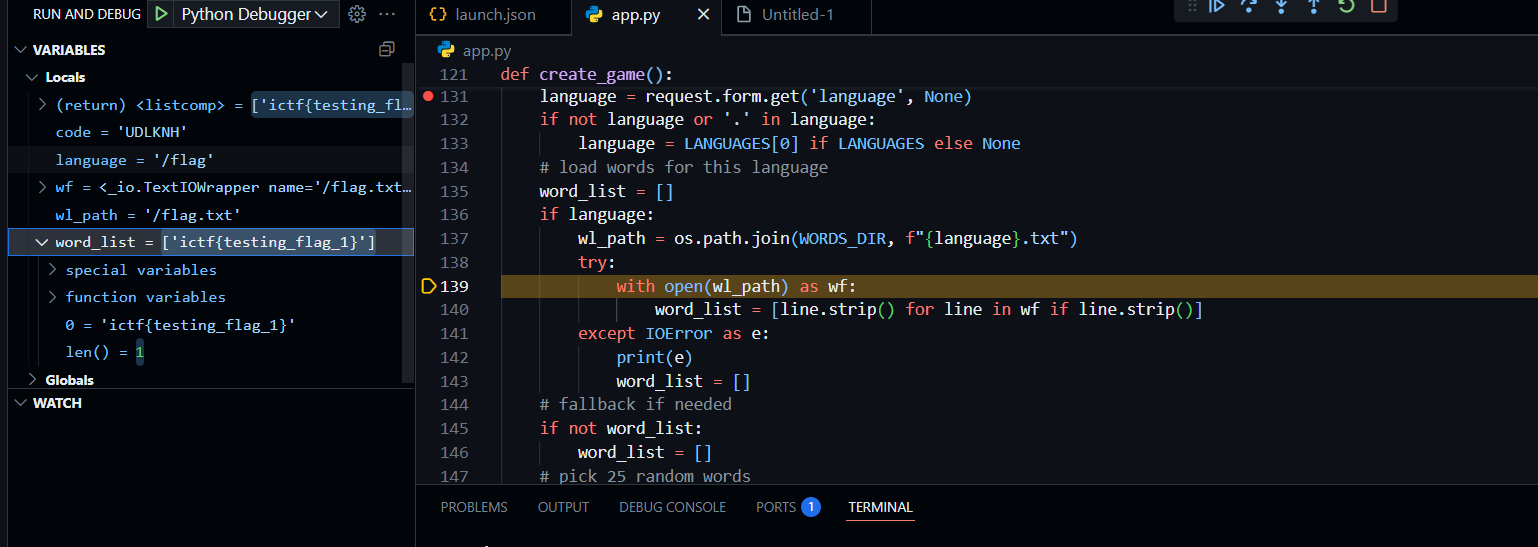 RUN AND DEBUG Python Debugger ...
VARIABLES
Locals
(return) <listcomp> = ['ictf{testing_fl…
code = 'UDLKNH'
language = '/flag'
wf = <_io.TextIOWrapper name='/flag.txt…
wl_path = '/flag.txt'
word_list = ['ictf{testing_flag_1}']
special variables
function variables
0 = 'ictf{testing_flag_1}'
len() = 1
Globals
WATCH
launch.json app.py Untitled-1
app.py
121 def create_game():
131 language = request.form.get('language', None)
132 if not language or '.' in language:
133 language = LANGUAGES[0] if LANGUAGES else None
134 # load words for this language
135 word_list = []
136 if language:
137 wl_path = os.path.join(WORDS_DIR, f"{language}.txt")
138 try:
139 with open(wl_path) as wf:
140 word_list = [line.strip() for line in wf if line.strip()]
141 except IOError as e:
142 print(e)
143 word_list = []
144 # fallback if needed
145 if not word_list:
146 word_list = []
147 # pick 25 random words
PROBLEMS OUTPUT DEBUG CONSOLE PORTS 1 TERMINAL